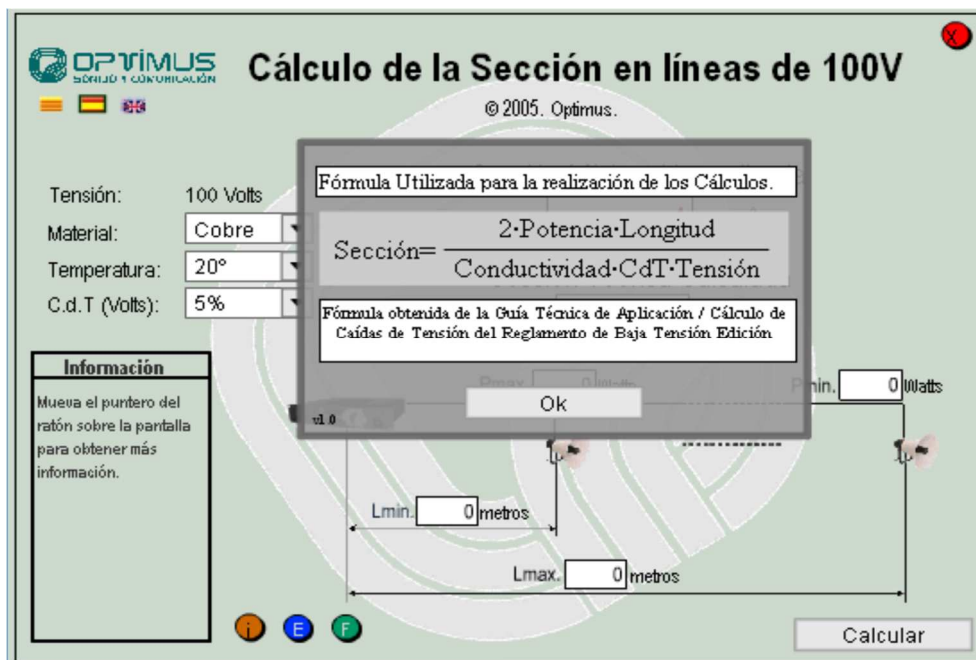 OPTIMUS
SONIDO Y COMUNICACIÓN
Cálculo de la Sección en líneas de 100V
X
© 2005. Optimus.
Tensión:
100 Volts
Material:
Cobre
Temperatura:
20°
C.d.T (Volts):
5%
Fórmula Utilizada para la realización de los Cálculos.
Sección= 2·Potencia·Longitud
Conductividad·CdT·Tensión
Fórmula obtenida de la Guía Técnica de Aplicación / Cálculo de
Caídas de Tensión del Reglamento de Baja Tensión Edición
Ok
v1.0
Información
Mueva el puntero del
ratón sobre la pantalla
para obtener más
información.
Pmax. 0 Watts
Pmin. 0 Watts
Lmin. 0 metros
Lmax. 0 metros
i E F
Calcular